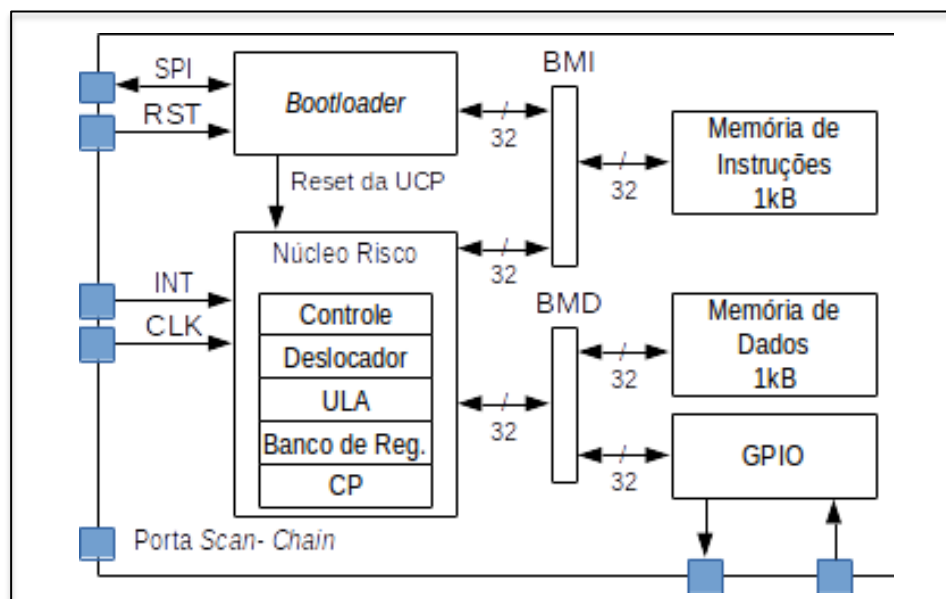 SPI
RST
Bootloader
BMI
32
Memória de
Instruções
1kB
32
Reset da UCP
Núcleo Risco
32
INT
CLK
Controle
Deslocador
ULA
Banco de Reg.
CP
BMD
32
Memória de
Dados
1kB
32
GPIO
32
Porta Scan- Chain